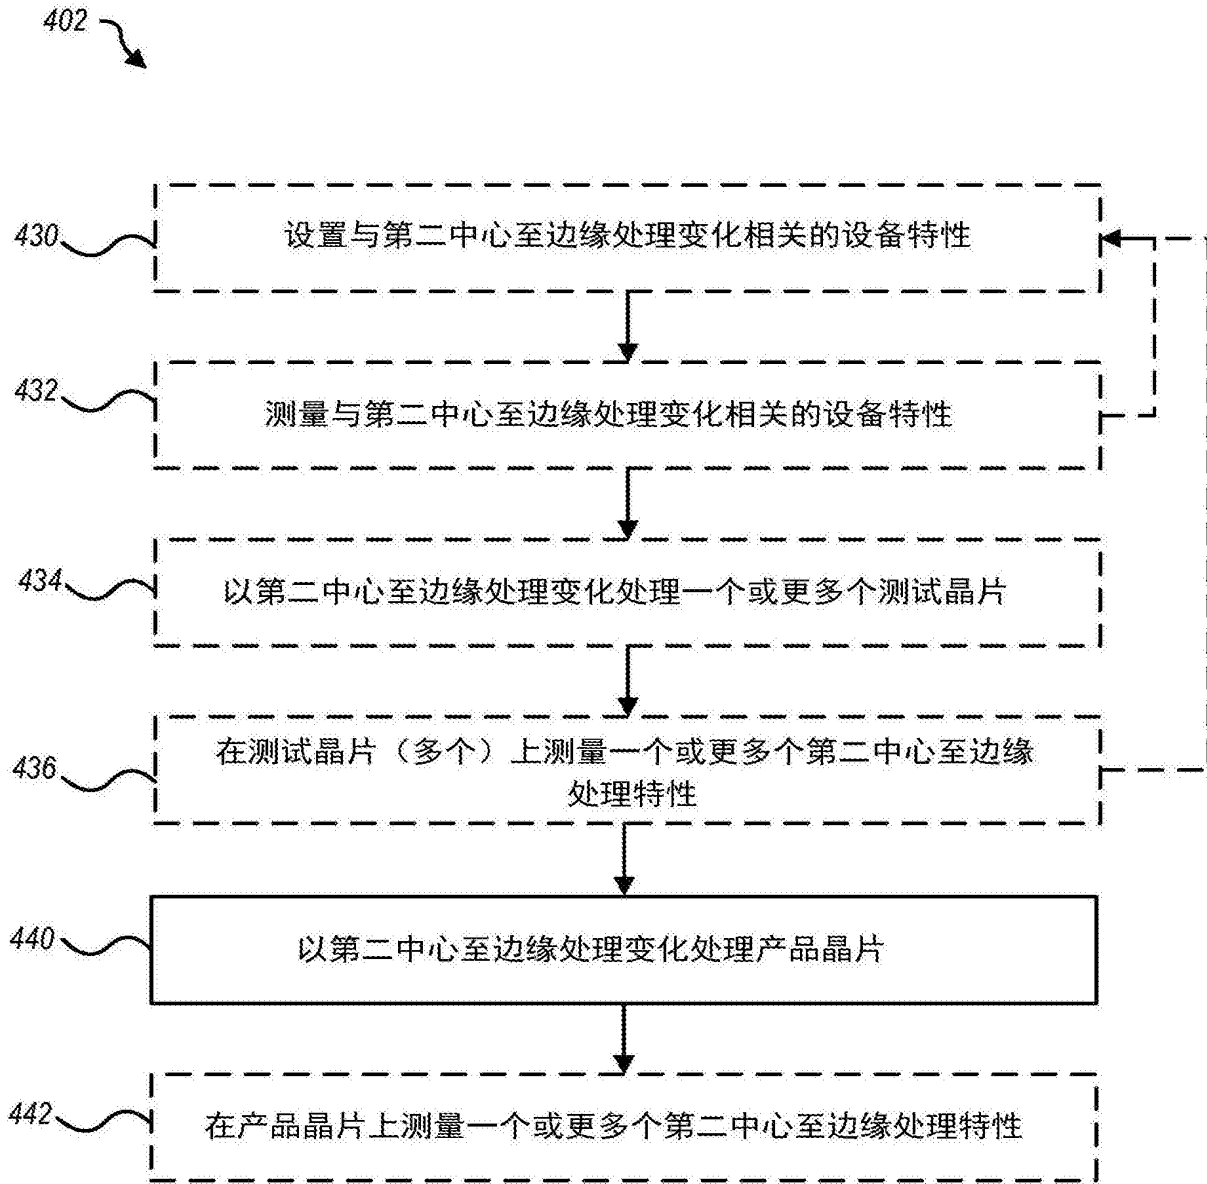 402
430
设置与第二中心至边缘处理变化相关的设备特性
432
测量与第二中心至边缘处理变化相关的设备特性
434
以第二中心至边缘处理变化处理一个或更多个测试晶片
436
在测试晶片（多个）上测量一个或更多个第二中心至边缘
处理特性
440
以第二中心至边缘处理变化处理产品晶片
442
在产品晶片上测量一个或更多个第二中心至边缘处理特性